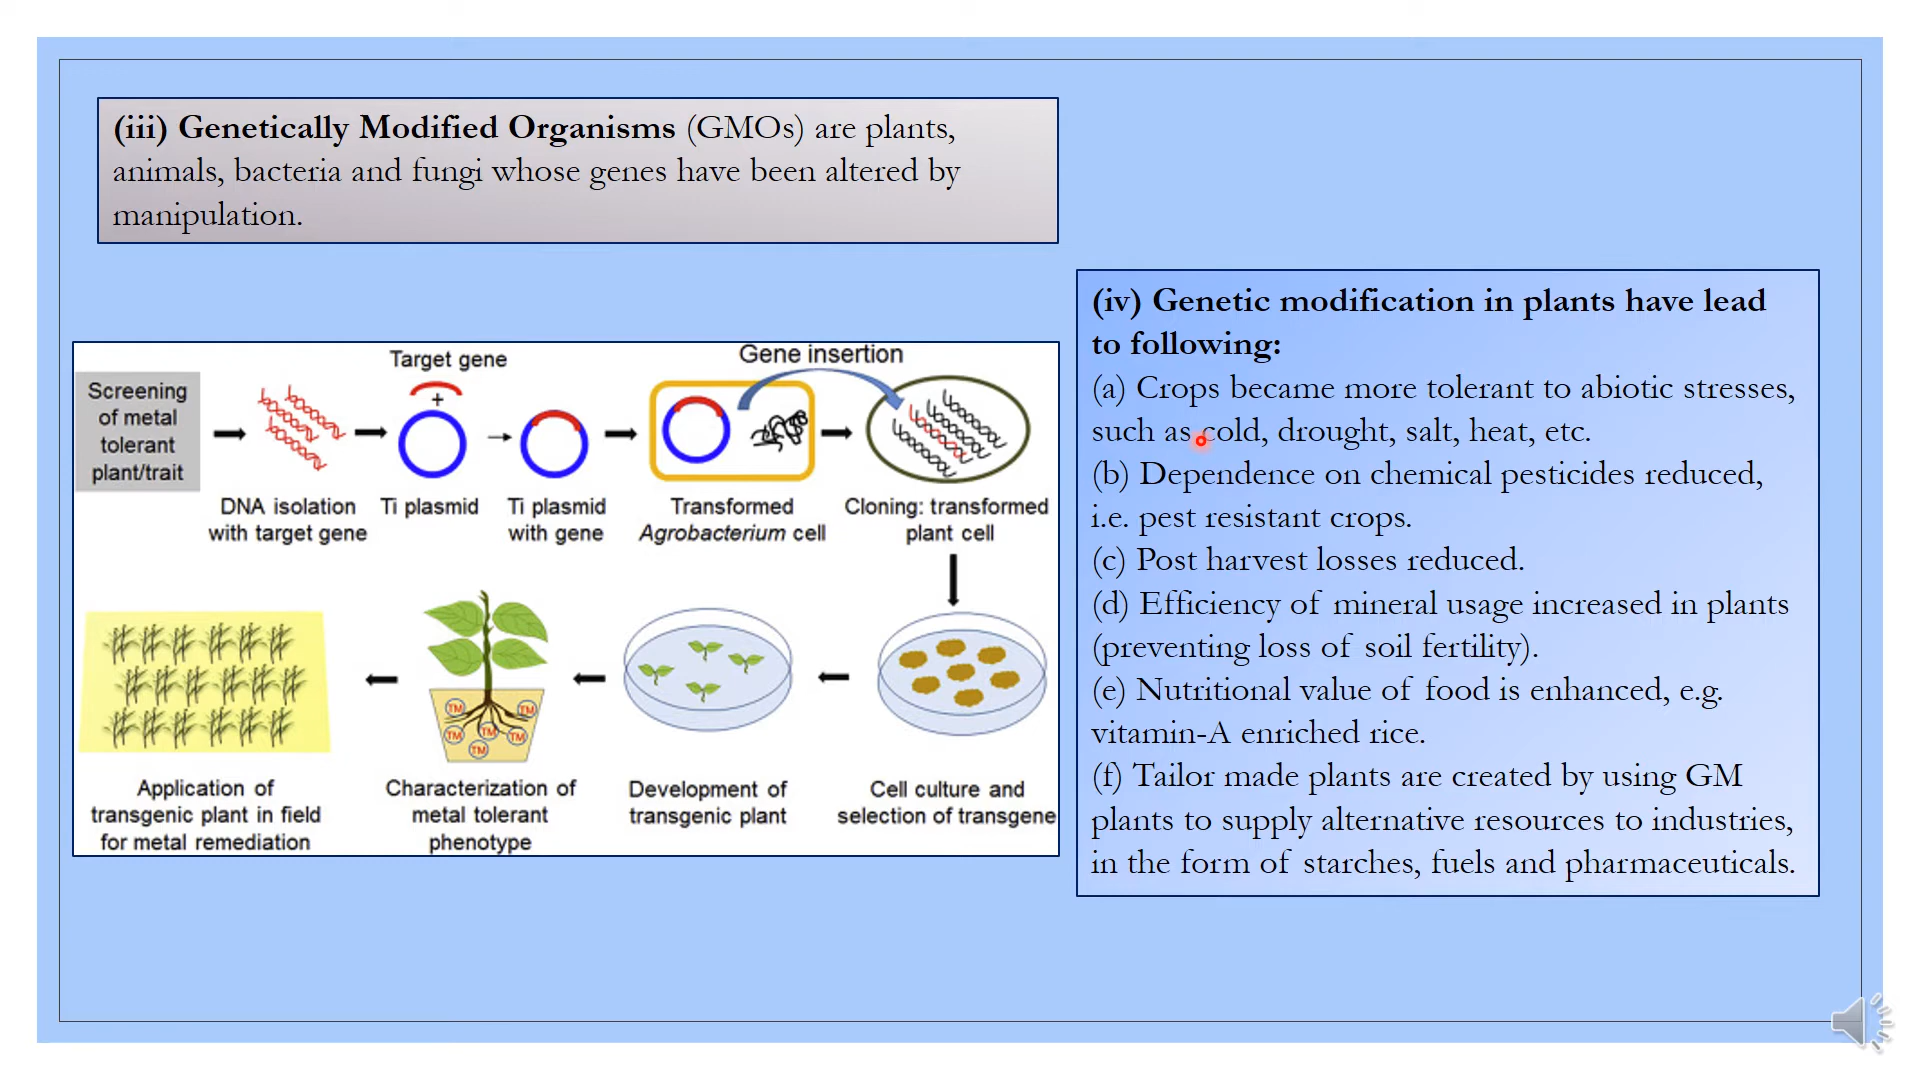 (iii) Genetically Modified Organisms (GMOs) are plants,
animals, bacteria and fungi whose genes have been altered by
manipulation.
Screening
of metal
tolerant
plant/trait
DNA isolation
with target gene
Target gene
+
Ti plasmid
Ti plasmid
with gene
Transformed
Agrobacterium cell
Gene insertion
Cloning: transformed
plant cell
Cell culture and
selection of transgene
Development of
transgenic plant
TM TM
TM TM TM
TM
Characterization of
metal tolerant
phenotype
Application of
transgenic plant in field
for metal remediation
(iv) Genetic modification in plants have lead
to following:
(a) Crops became more tolerant to abiotic stresses,
such as cold, drought, salt, heat, etc.
(b) Dependence on chemical pesticides reduced,
i.e. pest resistant crops.
(c) Post harvest losses reduced.
(d) Efficiency of mineral usage increased in plants
(preventing loss of soil fertility).
(e) Nutritional value of food is enhanced, e.g.
vitamin-A enriched rice.
(f) Tailor made plants are created by using GM
plants to supply alternative resources to industries,
in the form of starches, fuels and pharmaceuticals.